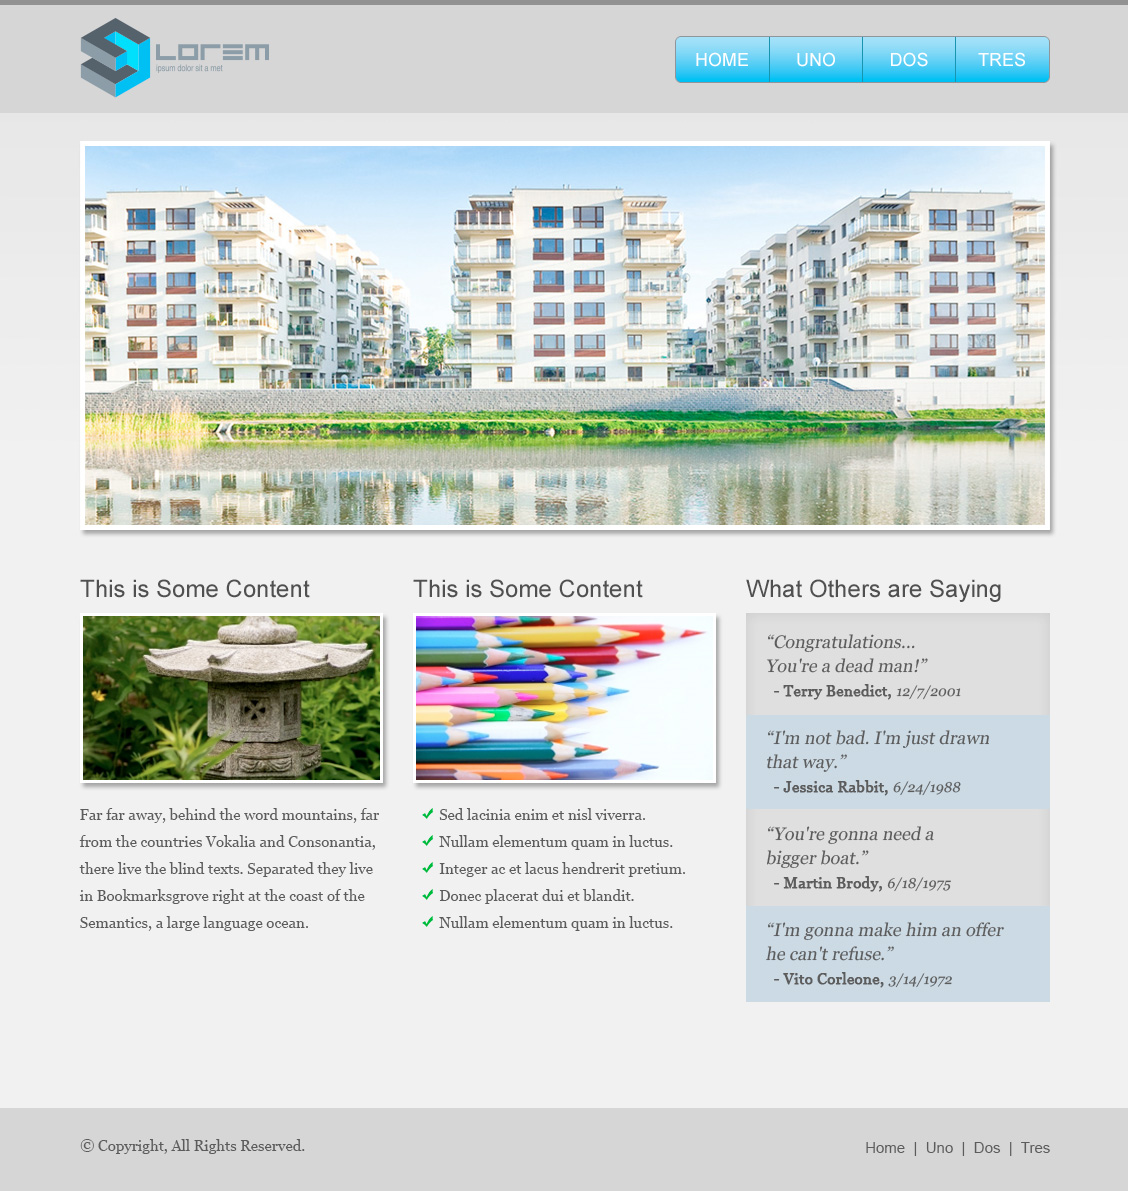 LOREM
ipsum dolor sit a met
HOME UNO DOS TRES
This is Some Content
Far far away, behind the word mountains, far
from the countries Vokalia and Consonantia,
there live the blind texts. Separated they live
in Bookmarksgrove right at the coast of the
Semantics, a large language ocean.
This is Some Content
Sed lacinia enim et nisl viverra.
Nullam elementum quam in luctus.
Integer ac et lacus hendrerit pretium.
Donec placerat dui et blandit.
Nullam elementum quam in luctus.
What Others are Saying
“Congratulations...
You're a dead man!”
- Terry Benedict, 12/7/2001
“I'm not bad. I'm just drawn
that way.”
- Jessica Rabbit, 6/24/1988
“You're gonna need a
bigger boat.”
- Martin Brody, 6/18/1975
“I'm gonna make him an offer
he can't refuse.”
- Vito Corleone, 3/14/1972
© Copyright, All Rights Reserved.
Home | Uno | Dos | Tres